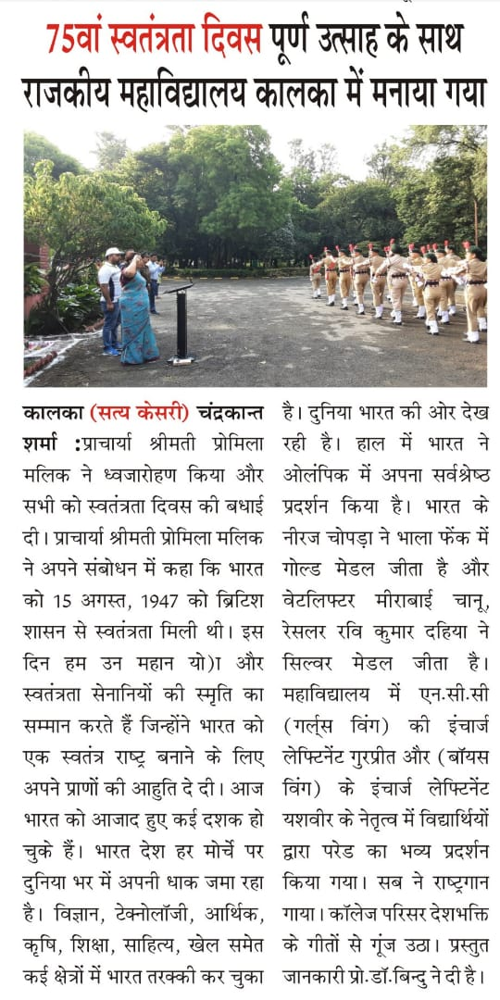 75वां स्वतंत्रता दिवस पूर्ण उत्साह के साथ
राजकीय महाविद्यालय कालका में मनाया गया
कालका (सत्य केसरी) चंद्रकान्त
शर्मा :प्राचार्या श्रीमती प्रोमिला
मलिक ने ध्वजारोहण किया और
सभी को स्वतंत्रता दिवस की बधाई
दी। प्राचार्या श्रीमती प्रोमिला मलिक
ने अपने संबोधन में कहा कि भारत
को 15 अगस्त, 1947 को ब्रिटिश
शासन से स्वतंत्रता मिली थी। इस
दिन हम उन महान यो)ा और
स्वतंत्रता सेनानियों की स्मृति का
सम्मान करते हैं जिन्होंने भारत को
एक स्वतंत्र राष्ट्र बनाने के लिए
अपने प्राणों की आहुति दे दी। आज
भारत को आजाद हुए कई दशक हो
चुके हैं। भारत देश हर मोर्चे पर
दुनिया भर में अपनी धाक जमा रहा
है। विज्ञान, टेक्नोलॉजी, आर्थिक,
कृषि, शिक्षा, साहित्य, खेल समेत
कई क्षेत्रों में भारत तरक्की कर चुका
है। दुनिया भारत की ओर देख
रही है। हाल में भारत ने
ओलंपिक में अपना सर्वश्रेष्ठ
प्रदर्शन किया है। भारत के
नीरज चोपड़ा ने भाला फेंक में
गोल्ड मेडल जीता है और
वेटलिफ्टर मीराबाई चानू,
रेसलर रवि कुमार दहिया ने
सिल्वर मेडल जीता है।
महाविद्यालय में एन.सी.सी
(गर्ल्स विंग) की इंचार्ज
लेफ्टिनेंट गुरप्रीत और (बॉयस
विंग) के इंचार्ज लेफ्टिनेंट
यशवीर के नेतृत्व में विद्यार्थियों
द्वारा परेड का भव्य प्रदर्शन
किया गया। सब ने राष्ट्रगान
गाया। कॉलेज परिसर देशभक्ति
के गीतों से गूंज उठा। प्रस्तुत
जानकारी प्रो.डॉ.बिन्दु ने दी है।